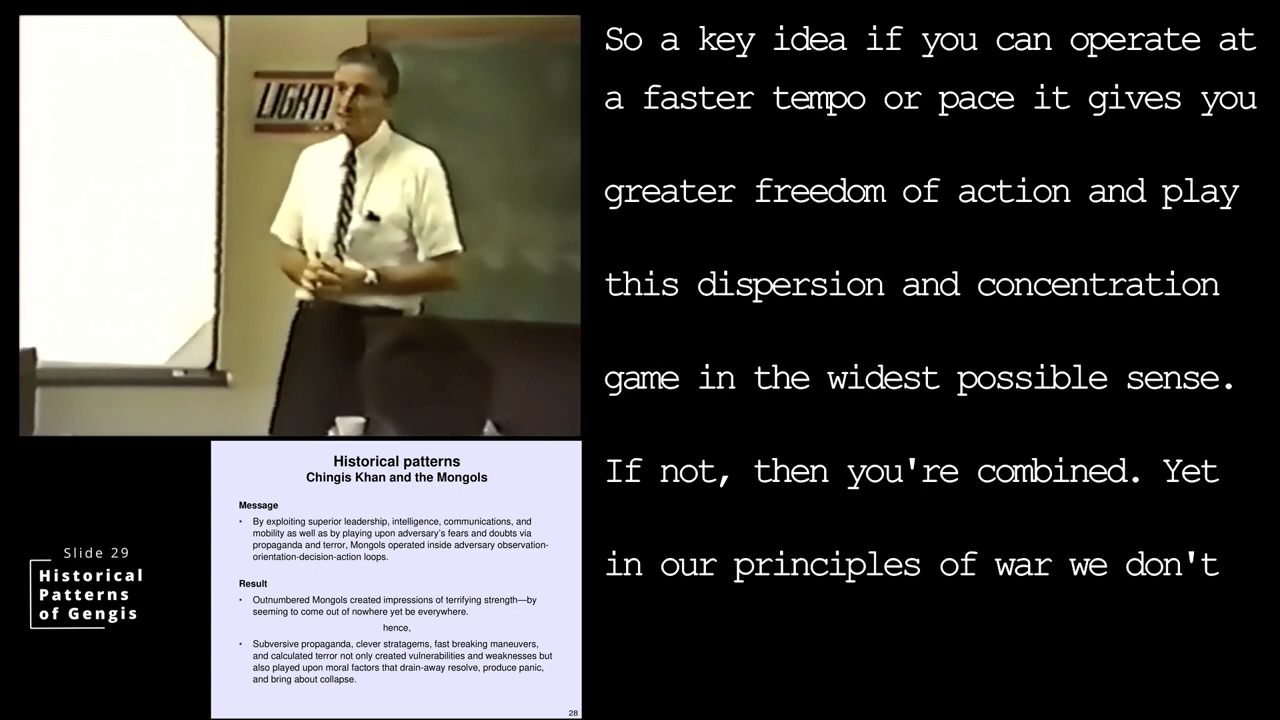 LIGHT
So a key idea if you can operate at
a faster tempo or pace it gives you
greater freedom of action and play
this dispersion and concentration
game in the widest possible sense.
If not, then you're combined. Yet
in our principles of war we don't
Historical patterns
Chingis Khan and the Mongols
Message
• By exploiting superior leadership, intelligence, communications, and
mobility as well as by playing upon adversary's fears and doubts via
propaganda and terror, Mongols operated inside adversary observation-
orientation-decision-action loops.
Result
• Outnumbered Mongols created impressions of terrifying strength—by
seeming to come out of nowhere yet be everywhere.
hence,
• Subversive propaganda, clever stratagems, fast breaking maneuvers,
and calculated terror not only created vulnerabilities and weaknesses but
also played upon moral factors that drain-away resolve, produce panic,
and bring about collapse.
28
Slide 29
Historical
Patterns
of Gengis